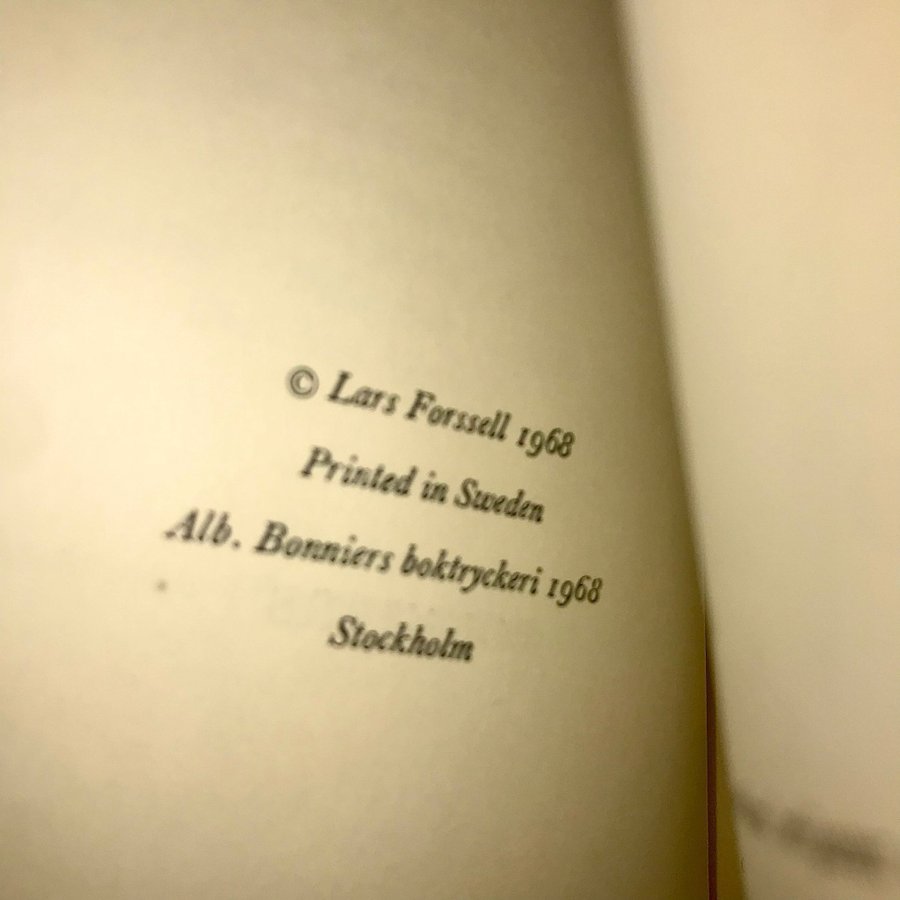 © Lars Forssell 1968
Printed in Sweden
Alb. Bonniers boktryckeri 1968
Stockholm